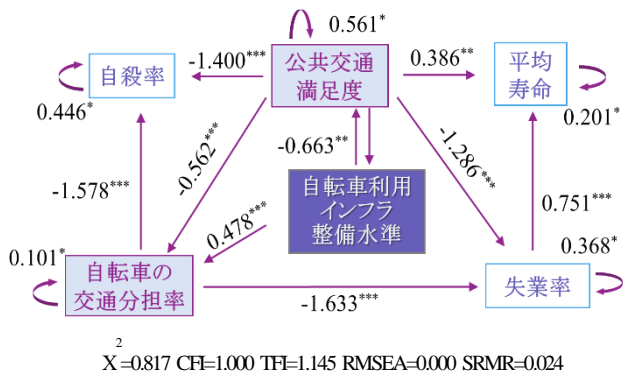 0.561*
-1.400***
公共交通
満足度
0.386**
自殺率
平均
寿命
0.446*
0.201*
-0.562***
-0.663**
-1.286***
-1.578***
自転車利用
インフラ
整備水準
0.751***
0.478***
0.101*
0.368*
自転車の
交通分担率
失業率
-1.633***
X2=0.817 CFI=1.000 TFI=1.145 RMSEA=0.000 SRMR=0.024